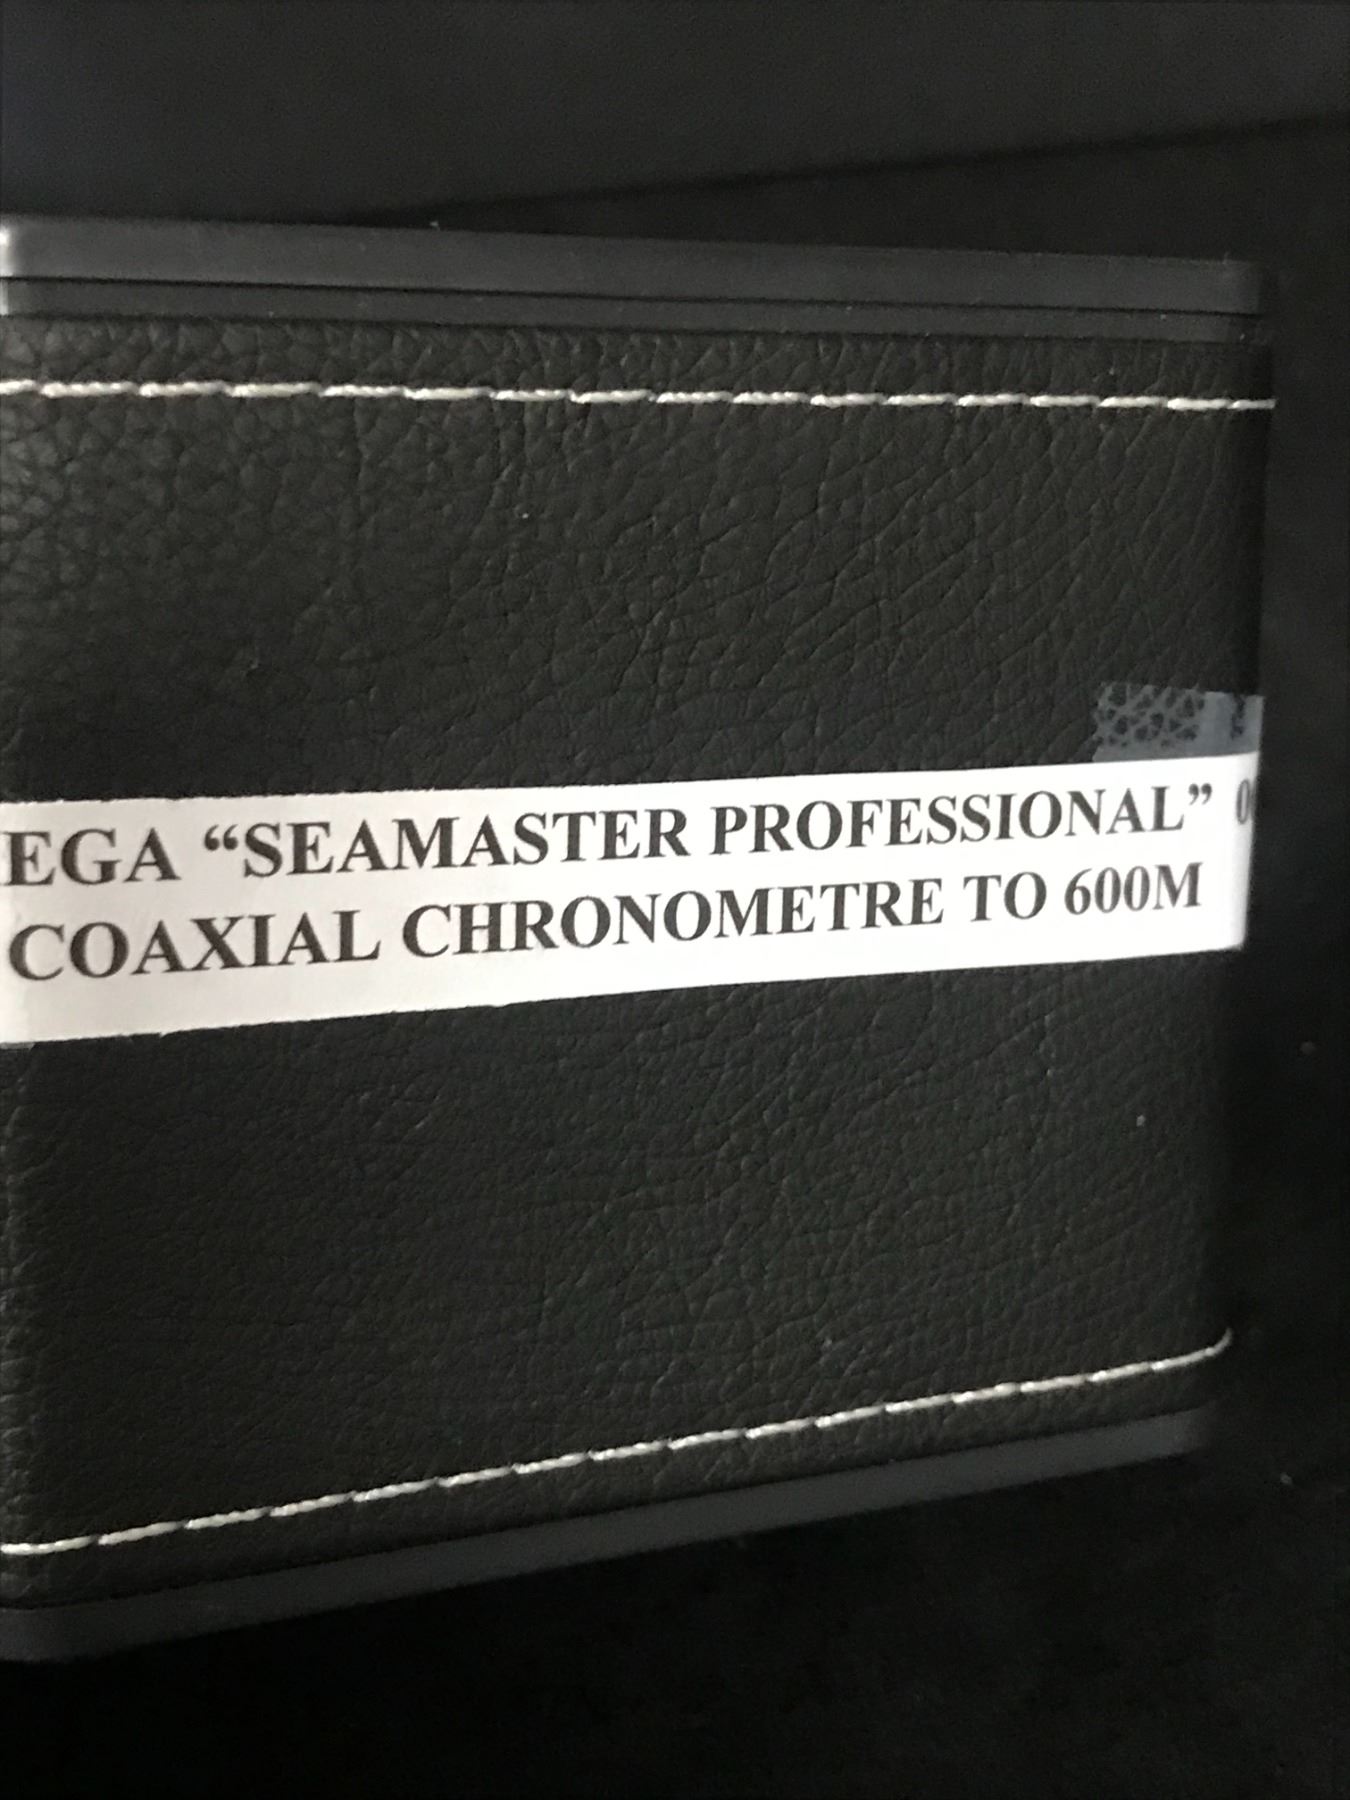 EGA “SEAMASTER PROFESSIONAL”
COAXIAL CHRONOMETRE TO 600M